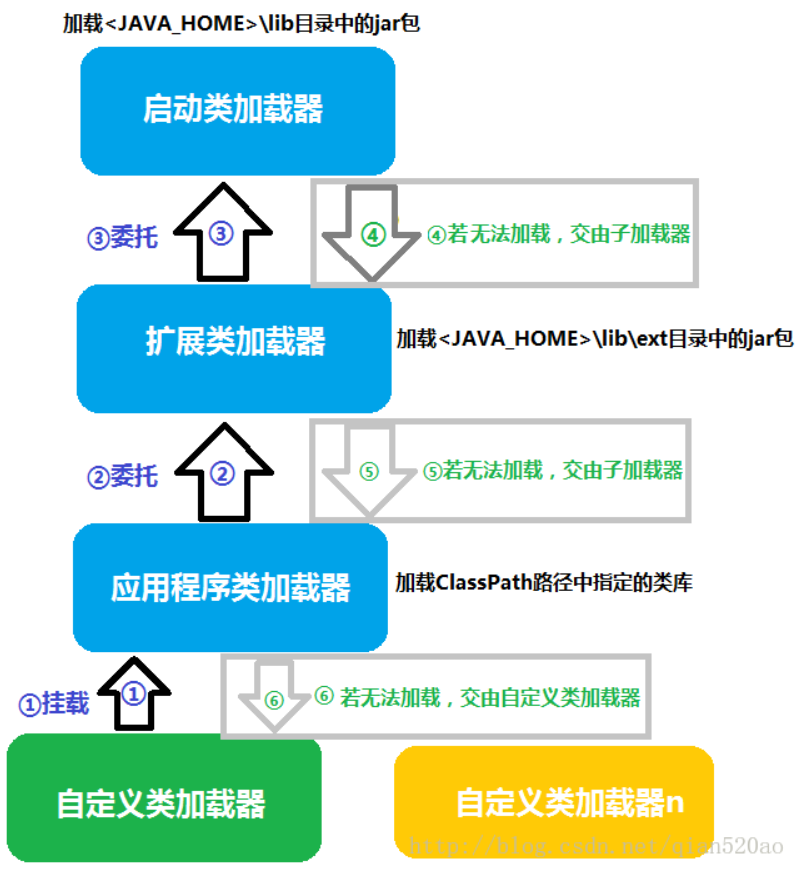 加载<JAVA_HOME>\lib目录中的jar包
启动类加载器
③委托
③
④
④若无法加载，交由子加载器
扩展类加载器
加载<JAVA_HOME>\lib\ext目录中的jar包
②委托
②
⑤
⑤若无法加载，交由子加载器
应用程序类加载器
加载ClassPath路径中指定的类库
①挂载
①
⑥
⑥ 若无法加载，交由自定义类加载器
自定义类加载器
自定义类加载器n
http://blog.csdn.net/qian520ao